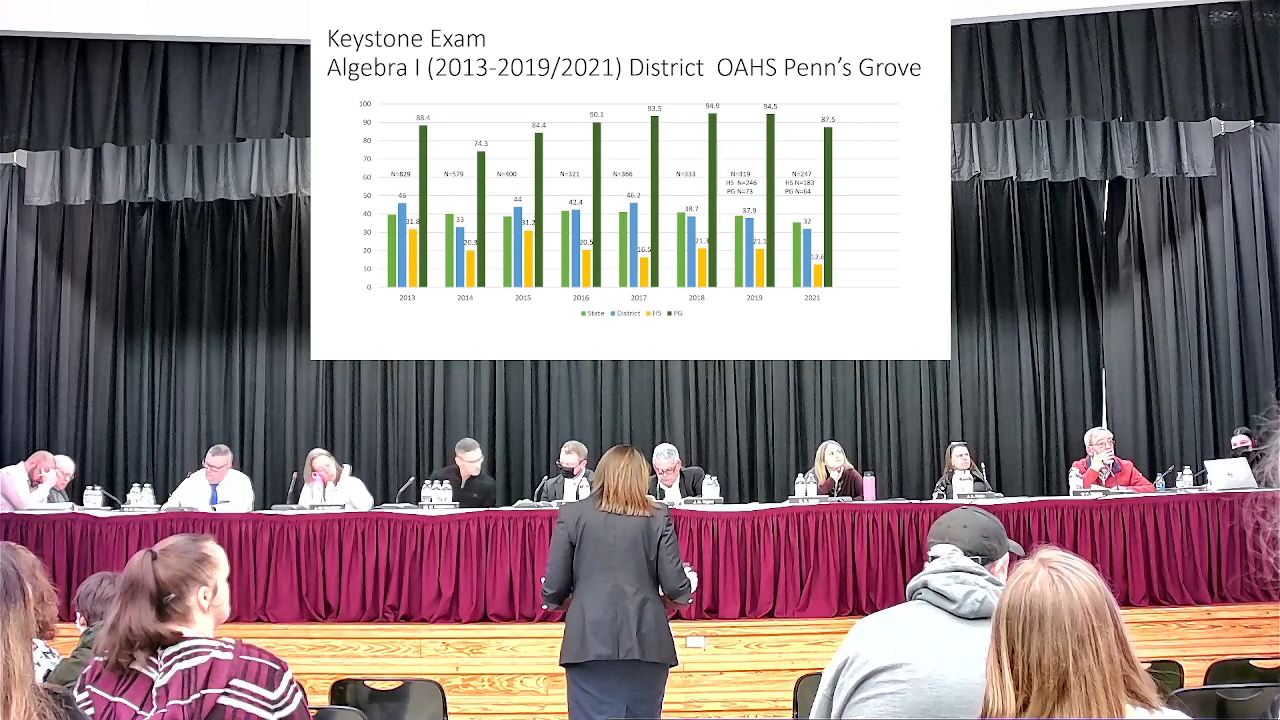 Keystone Exam
Algebra I (2013-2019/2021) District OAHS Penn's Grove
100
90
80
70
60
50
40
30
20
10
0
88.4
74.3
84.4
90.1
93.5
94.9
94.5
87.5
N=829
N=579
N=400
N=321
N=366
N=333
N=319
HS N=246
PG N=73
N=247
HS N=183
PG N=64
46
31.8
33
20.3
44
31.2
42.4
20.5
46.2
16.5
38.7
21.3
37.9
21.1
32
12.6
2013 2014 2015 2016 2017 2018 2019 2021
State District HS PG